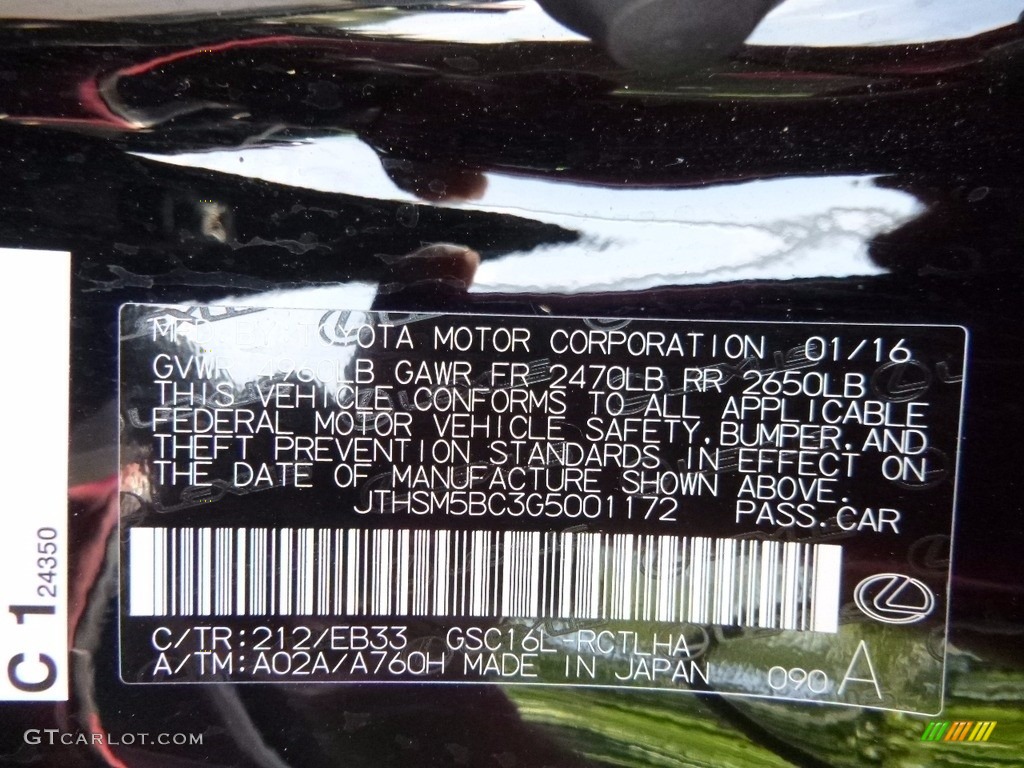 TOYOTA MOTOR CORPORATION 01/16
GVWR LB GAWR FR 2470LB RR 2650LB
THIS VEHICLE CONFORMS TO ALL APPLICABLE
FEDERAL MOTOR VEHICLE SAFETY, BUMPER, AND
THEFT PREVENTION STANDARDS IN EFFECT ON
THE DATE OF MANUFACTURE SHOWN ABOVE.
JTHSM5BC3G5001172 PASS.CAR
C/TR:212/EB33 GSC16L-RCTLHA
A/TM:A02A/A760H MADE IN JAPAN 090 A
C 1 24350
GTCARLOT.COM